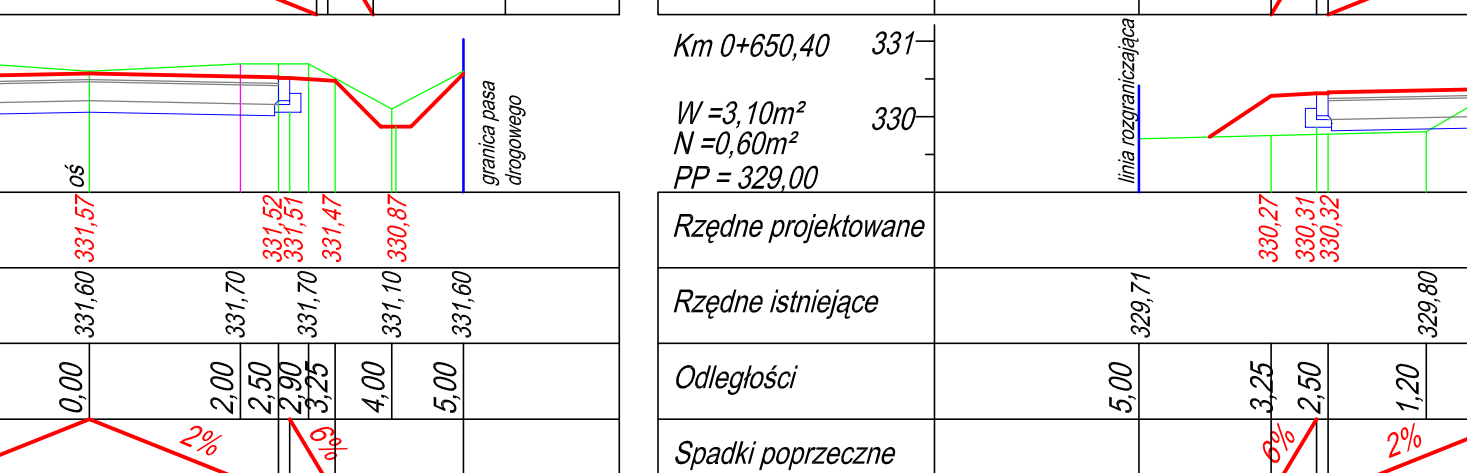 oś
granica pasa
drogowego
331,57
331,52
331,51
331,47
330,87
331,60
331,70
331,70
331,10
331,60
0,00
2,00
2,50
2,90
3,25
4,00
5,00
2%
6%
Km 0+650,40
331
W =3,10m²
330
N =0,60m²
PP = 329,00
linia rozgraniczająca
Rzędne projektowane
330,27
330,31
330,32
Rzędne istniejące
329,71
329,80
Odległości
5,00
3,25
2,50
1,20
Spadki poprzeczne
6%
2%